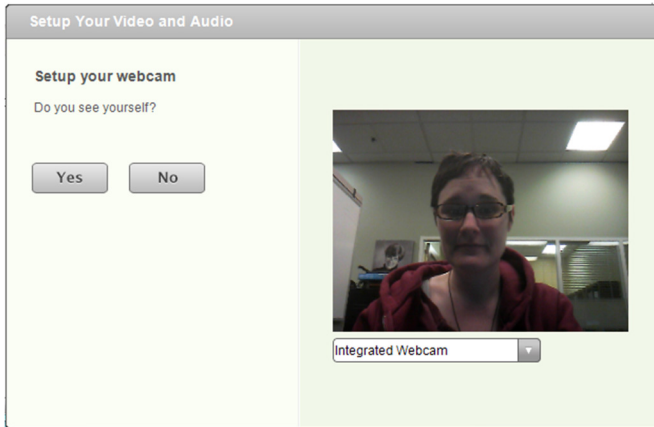 Setup Your Video and Audio
Setup your webcam
Do you see yourself?
Yes No
Integrated Webcam